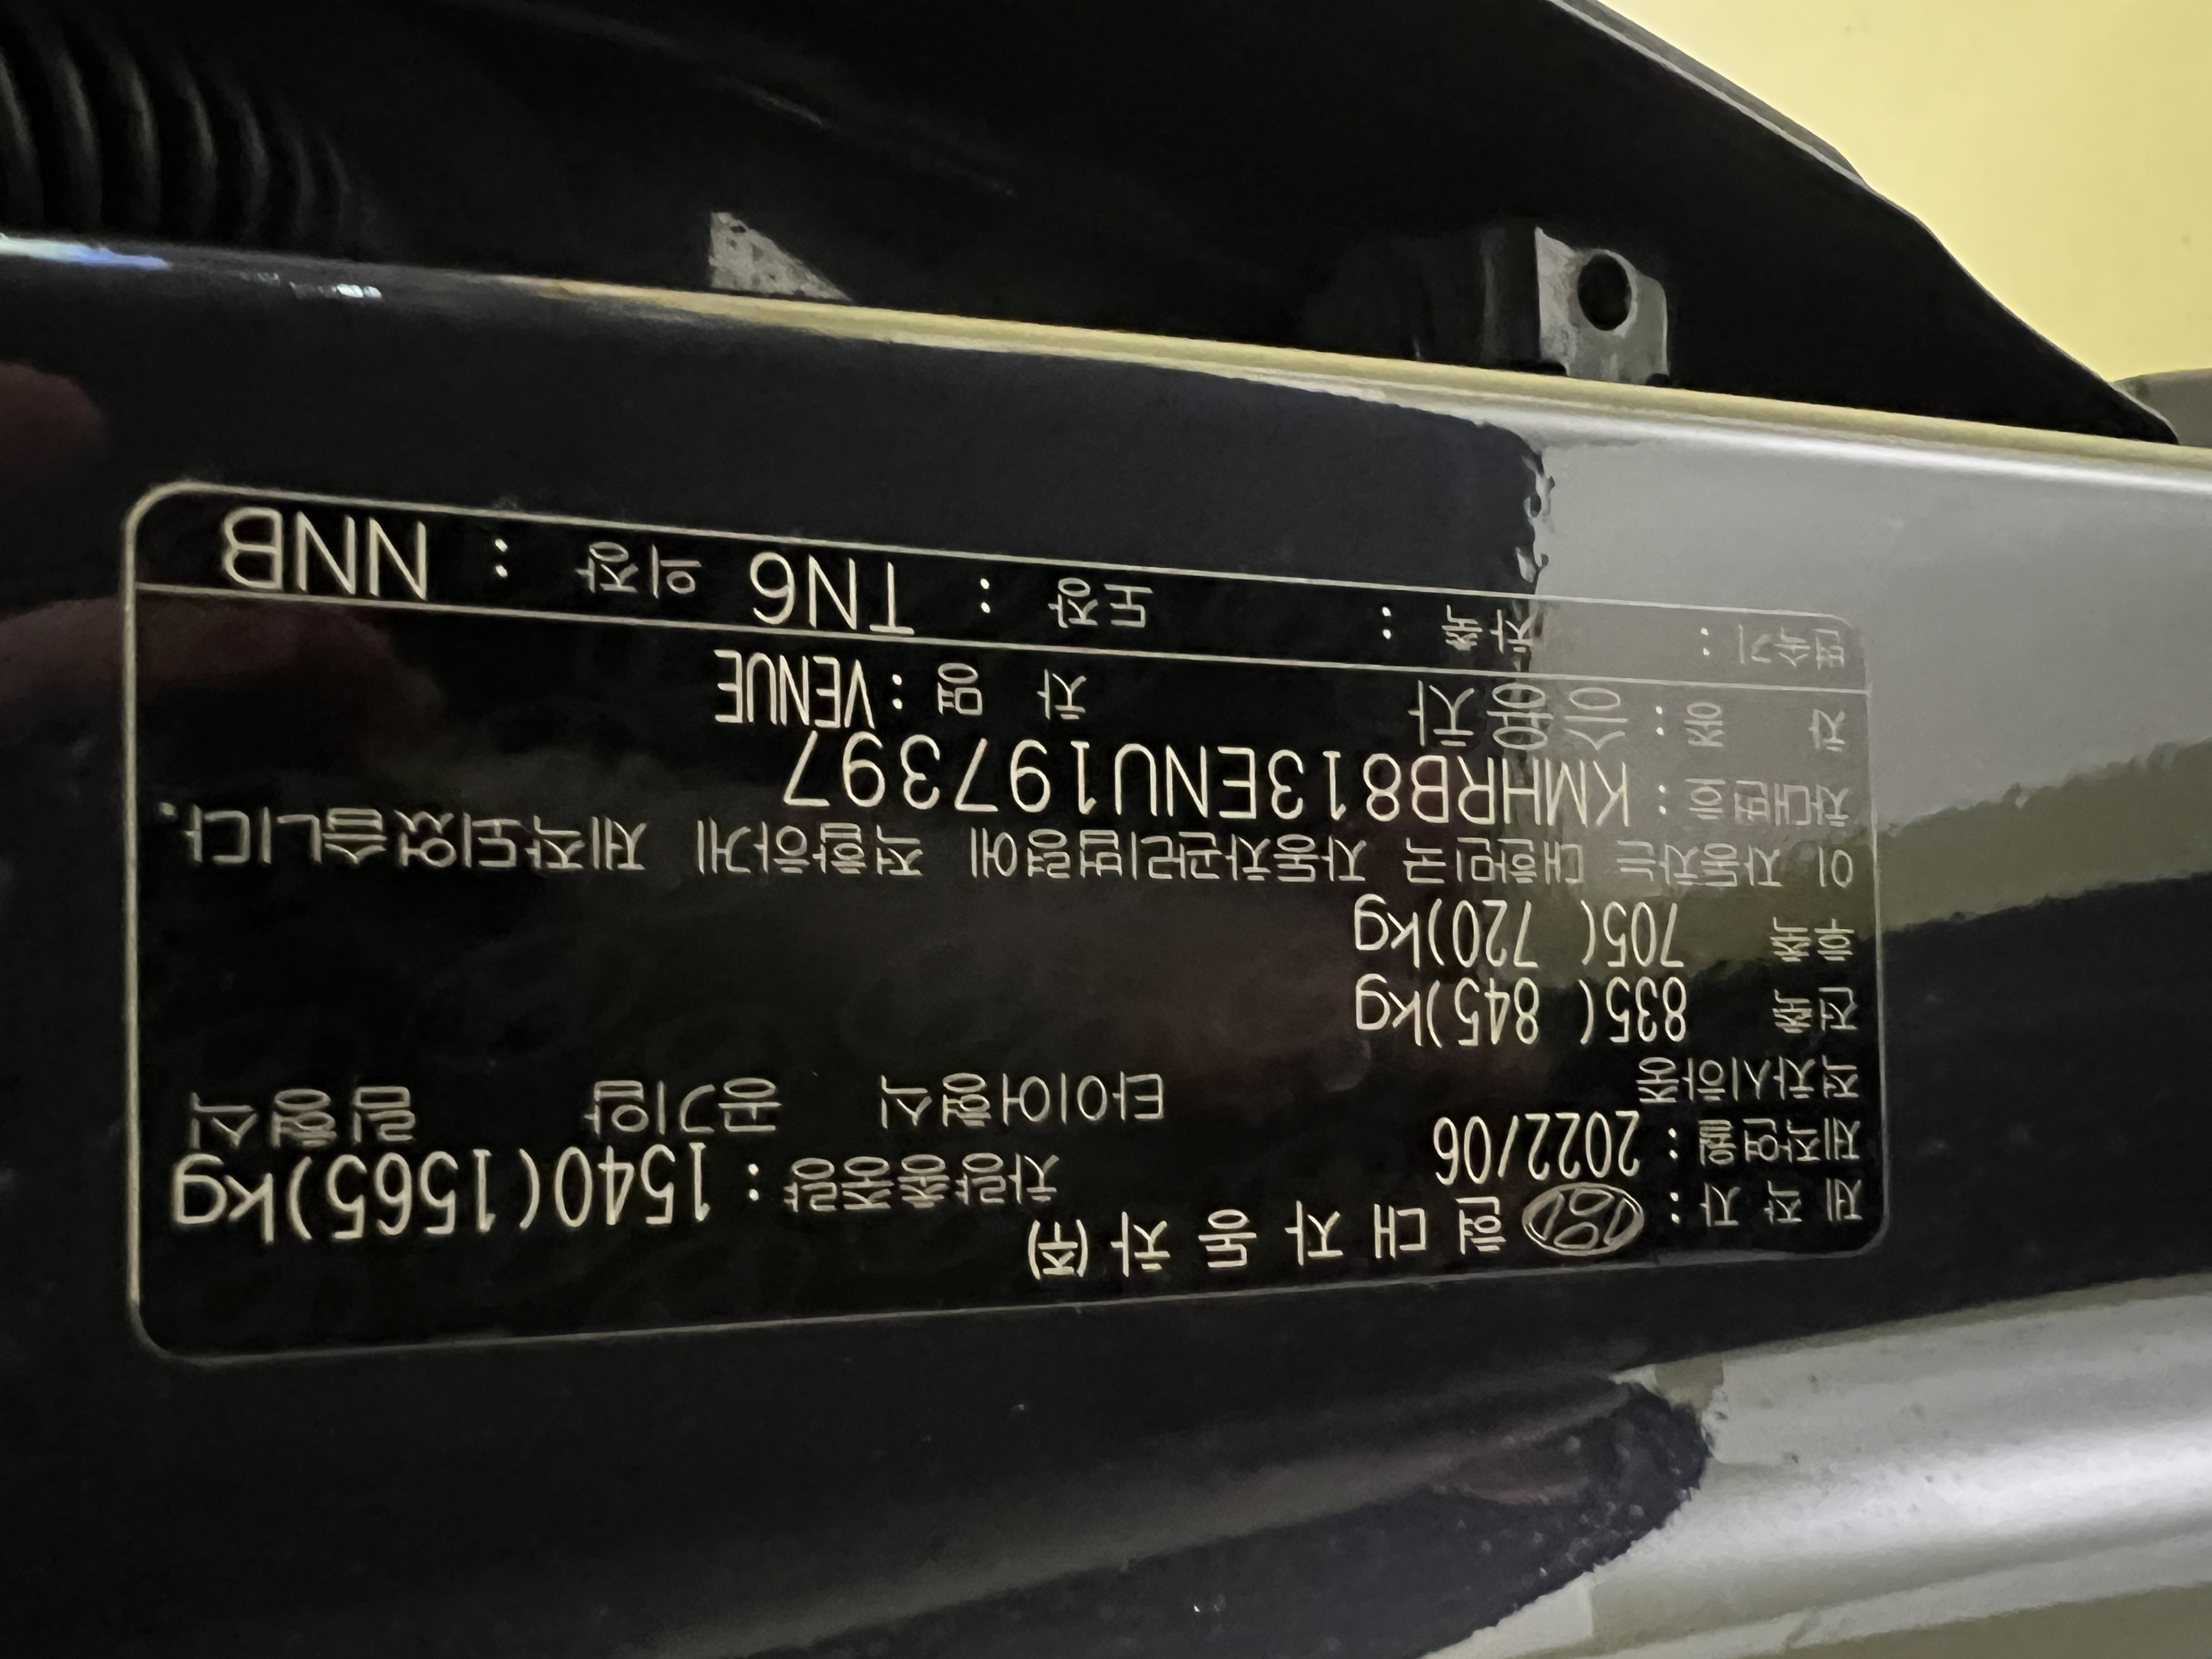 제 작 자 : 현 대 자 동 차 (주)
제작연월 : 2022/06 차량총중량 : 1540(1565)kg
적차시하중 타이어형식 공기압 림형식
전 축 835( 845)kg
후 축 705( 720)kg
이 자동차는 대한민국 자동차관리법령에 적합하게 제작되었습니다.
차대번호 : KMHRB813ENU197397
차 종 : 승용차 차 명 : VENUE
변속기 : 차축 : 도장 : TN6 의장 : NNB